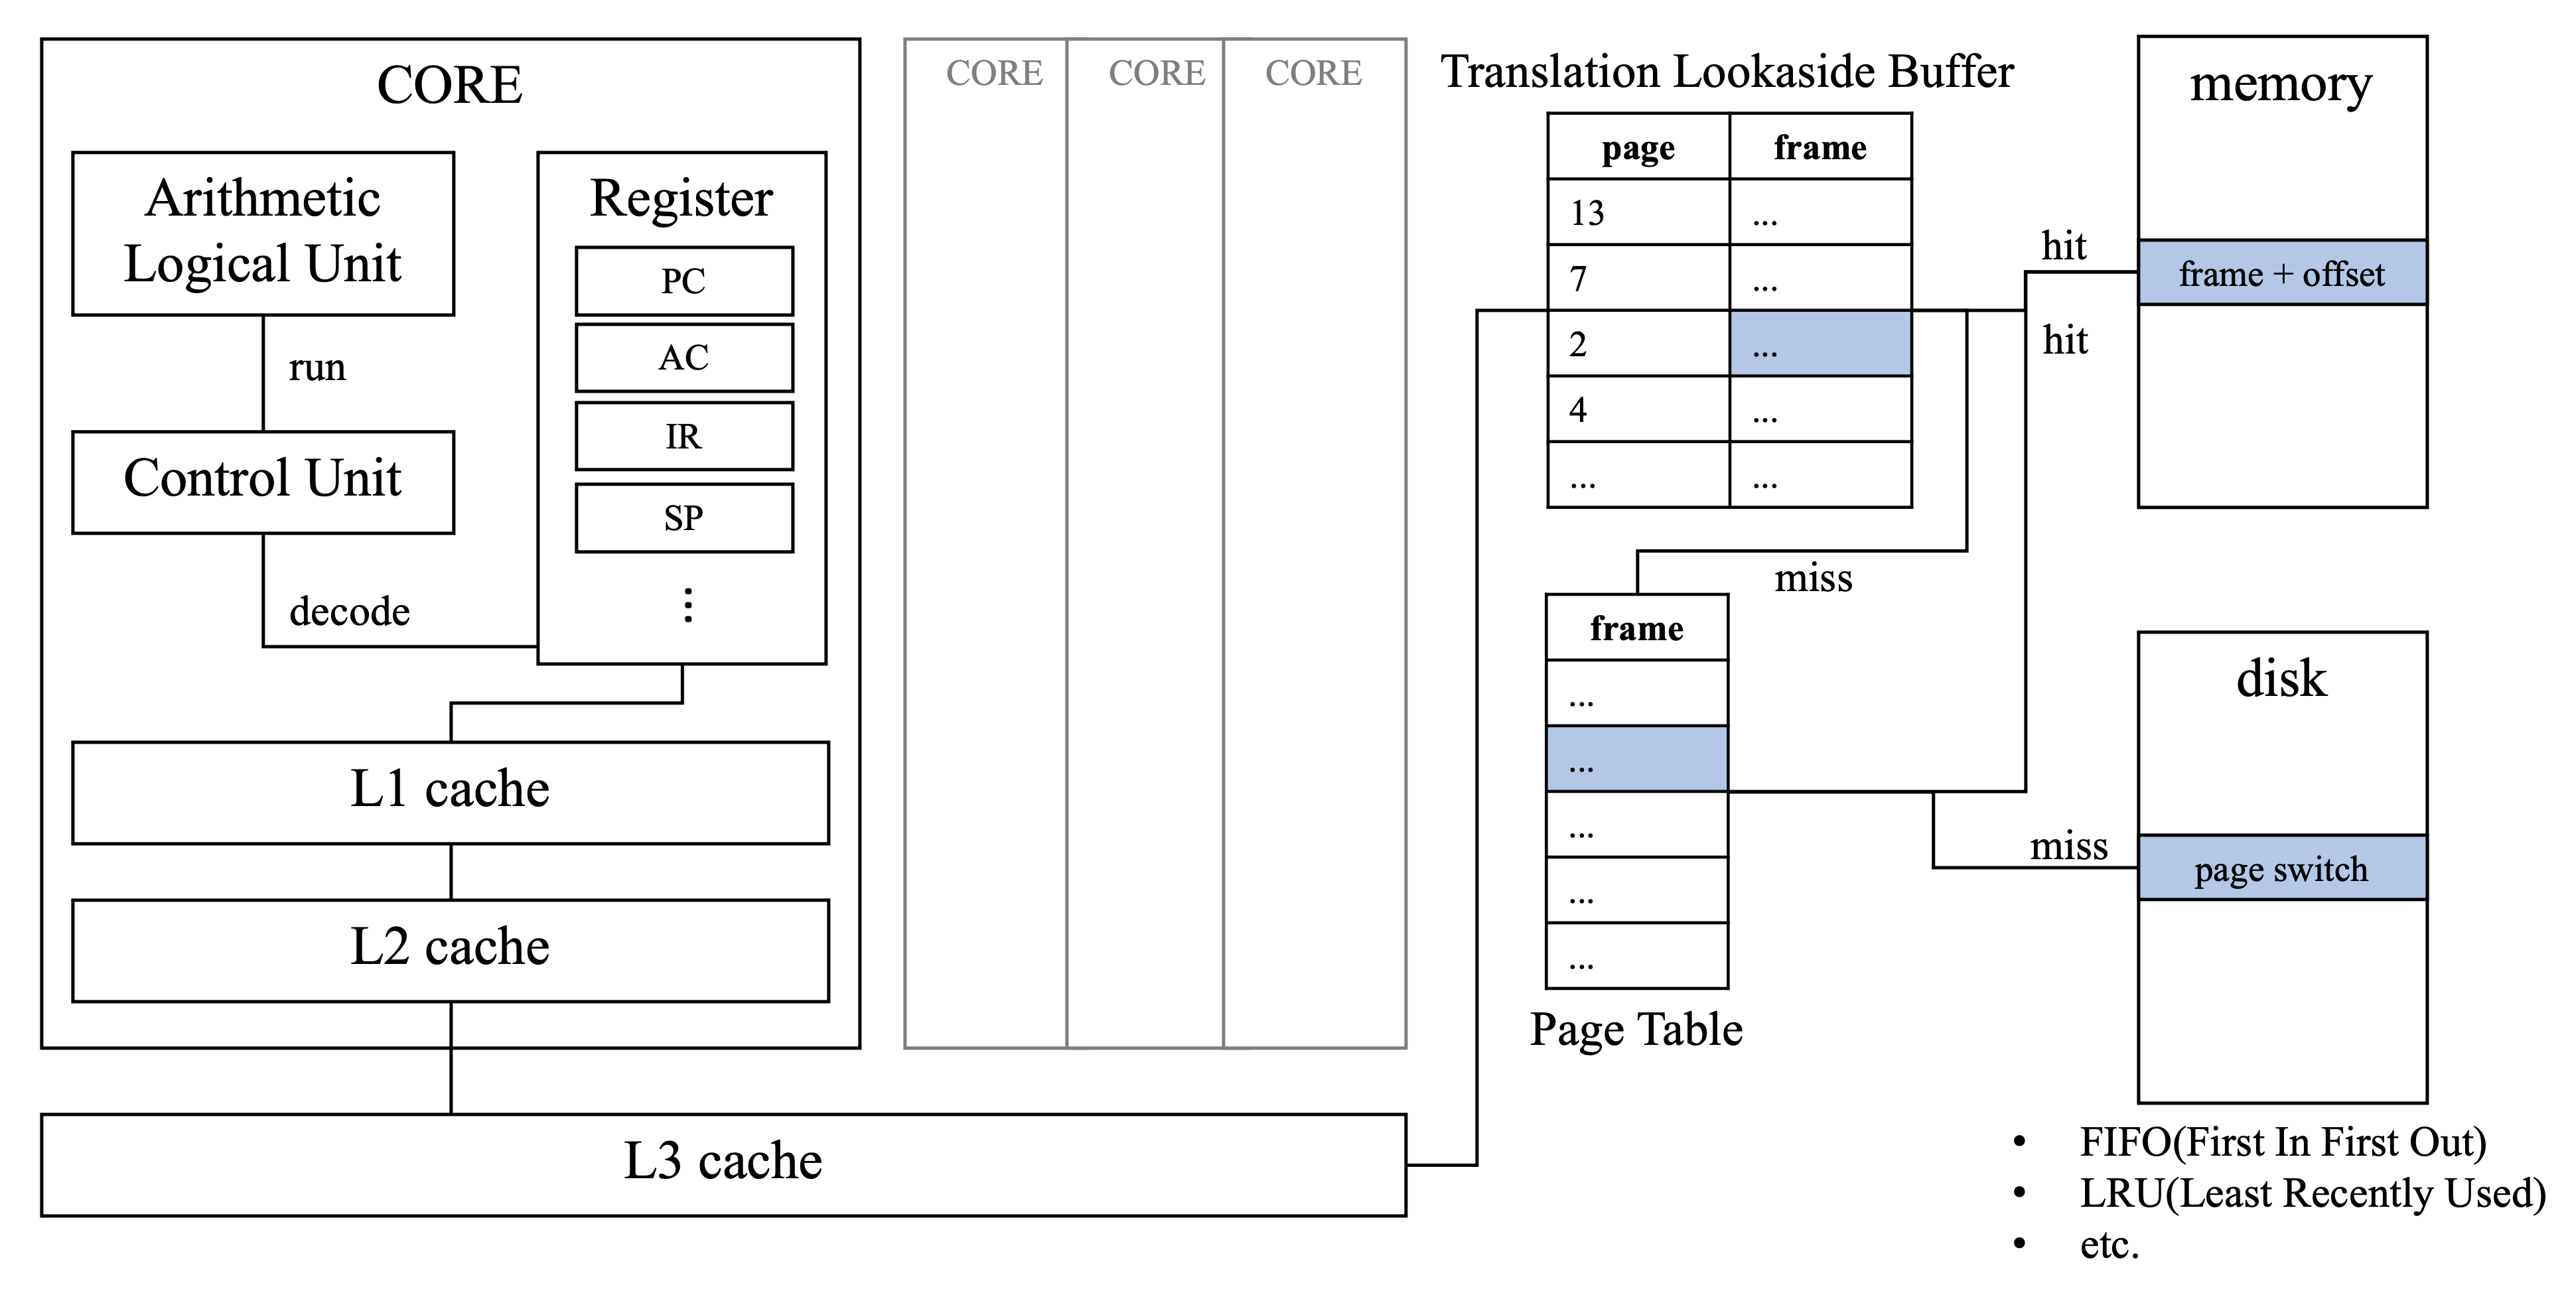 CORE
Arithmetic
Logical Unit
run
Control Unit
decode
Register
PC
AC
IR
SP
⋮
L1 cache
L2 cache
L3 cache
CORE
CORE
CORE
Translation Lookaside Buffer
page frame
13 ...
7 ...
2 ...
4 ...
... ...
hit
hit
miss
frame
...
...
...
...
...
Page Table
miss
memory
frame + offset
disk
page switch
• FIFO(First In First Out)
• LRU(Least Recently Used)
• etc.